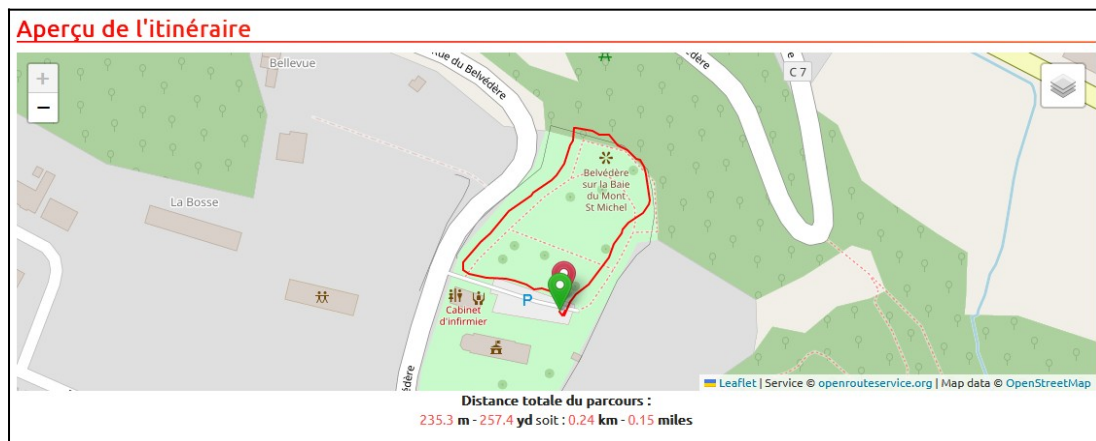 Aperçu de l'itinéraire
+
−
Bellevue
Rue du Belvédère
C 7
La Bosse
Belvédère
sur la Baie
du Mont
St Michel
P
Cabinet
d'infirmier
édère
Leaflet | Service © openrouteservice.org | Map data © OpenStreetMap
Distance totale du parcours :
235.3 m - 257.4 yd soit : 0.24 km - 0.15 miles